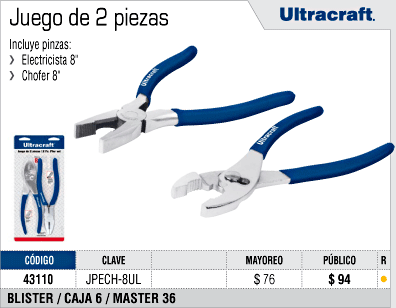 Juego de 2 piezas
Ultracraft.
Incluye pinzas:
› Electricista 8"
› Chofer 8"
Ultracraft
CÓDIGO CLAVE MAYOREO PÚBLICO R
43110 JPECH-8UL $ 76 $ 94
BLISTER / CAJA 6 / MASTER 36